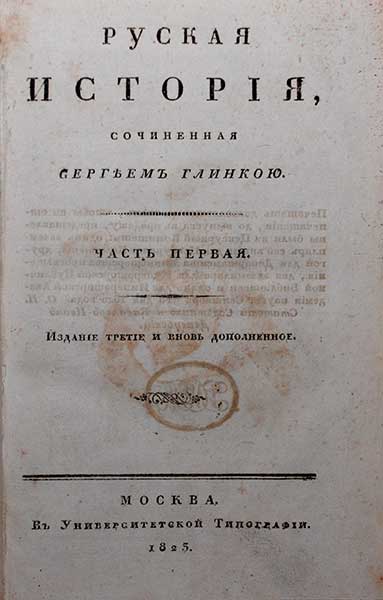 РУСКАЯ
ИСТОРІЯ,
СОЧИНЕННАЯ
СЕРГѢЕМЪ ГЛИНКОЮ.
ЧАСТЬ ПЕРВАЯ.
ИЗДАНІЕ ТРЕТІЕ И ВНОВЬ ДОПОЛНЕННОЕ.
МОСКВА.
ВЪ УНИВЕРСИТЕТСКОЙ ТИПОГРАФІИ.
1823.